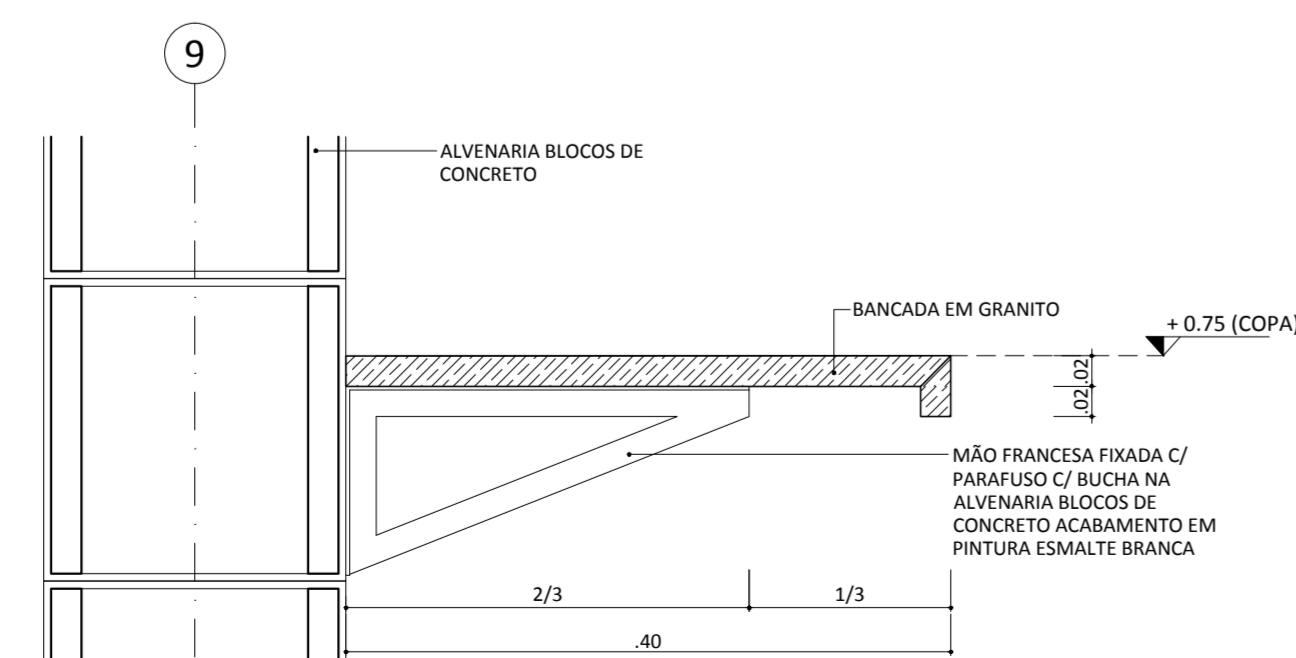 9
ALVENARIA BLOCOS DE
CONCRETO
BANCADA EM GRANITO
+ 0.75 (COPA)
.02
.02
MÃO FRANCESA FIXADA C/
PARAFUSO C/ BUCHA NA
ALVENARIA BLOCOS DE
CONCRETO ACABAMENTO EM
PINTURA ESMALTE BRANCA
2/3
1/3
.40